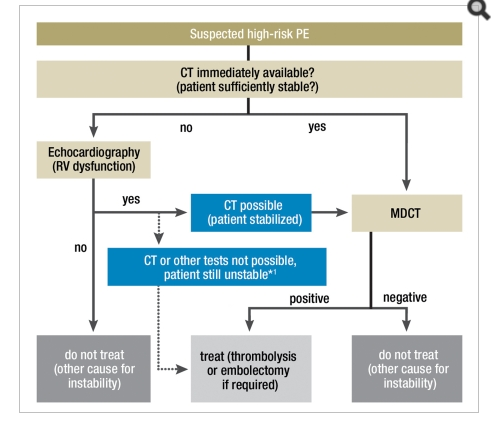 Suspected high-risk PE
CT immediately available?
(patient sufficiently stable?)
no
yes
Echocardiography
(RV dysfunction)
yes
CT possible
(patient stabilized)
MDCT
no
CT or other tests not possible,
patient still unstable*1
positive
negative
do not treat
(other cause for
instability)
treat (thrombolysis
or embolectomy
if required)
do not treat
(other cause for
instability)